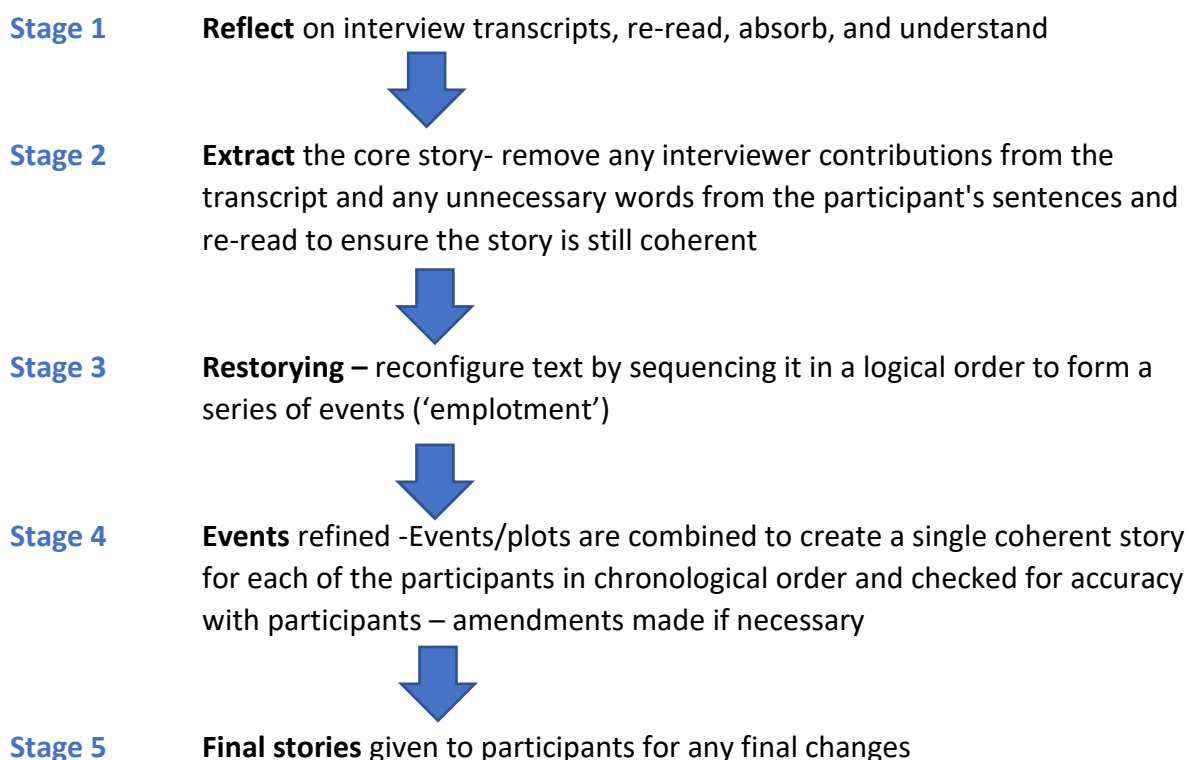 Stage 1 Reflect on interview transcripts, re-read, absorb, and understand
Stage 2 Extract the core story- remove any interviewer contributions from the
transcript and any unnecessary words from the participant's sentences and
re-read to ensure the story is still coherent
Stage 3 Restorying – reconfigure text by sequencing it in a logical order to form a
series of events (‘emplotment’)
Stage 4 Events refined -Events/plots are combined to create a single coherent story
for each of the participants in chronological order and checked for accuracy
with participants – amendments made if necessary
Stage 5 Final stories given to participants for any final changes